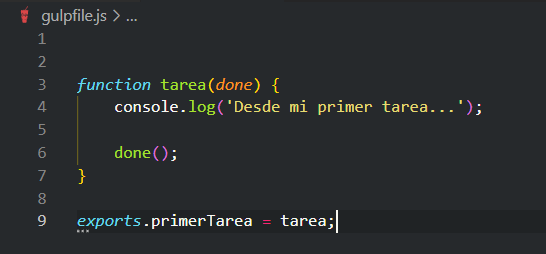 gulpfile.js > ...
1
2
3 function tarea(done) {
4 console.log('Desde mi primer tarea...');
5
6 done();
7 }
8
9 exports.primerTarea = tarea;